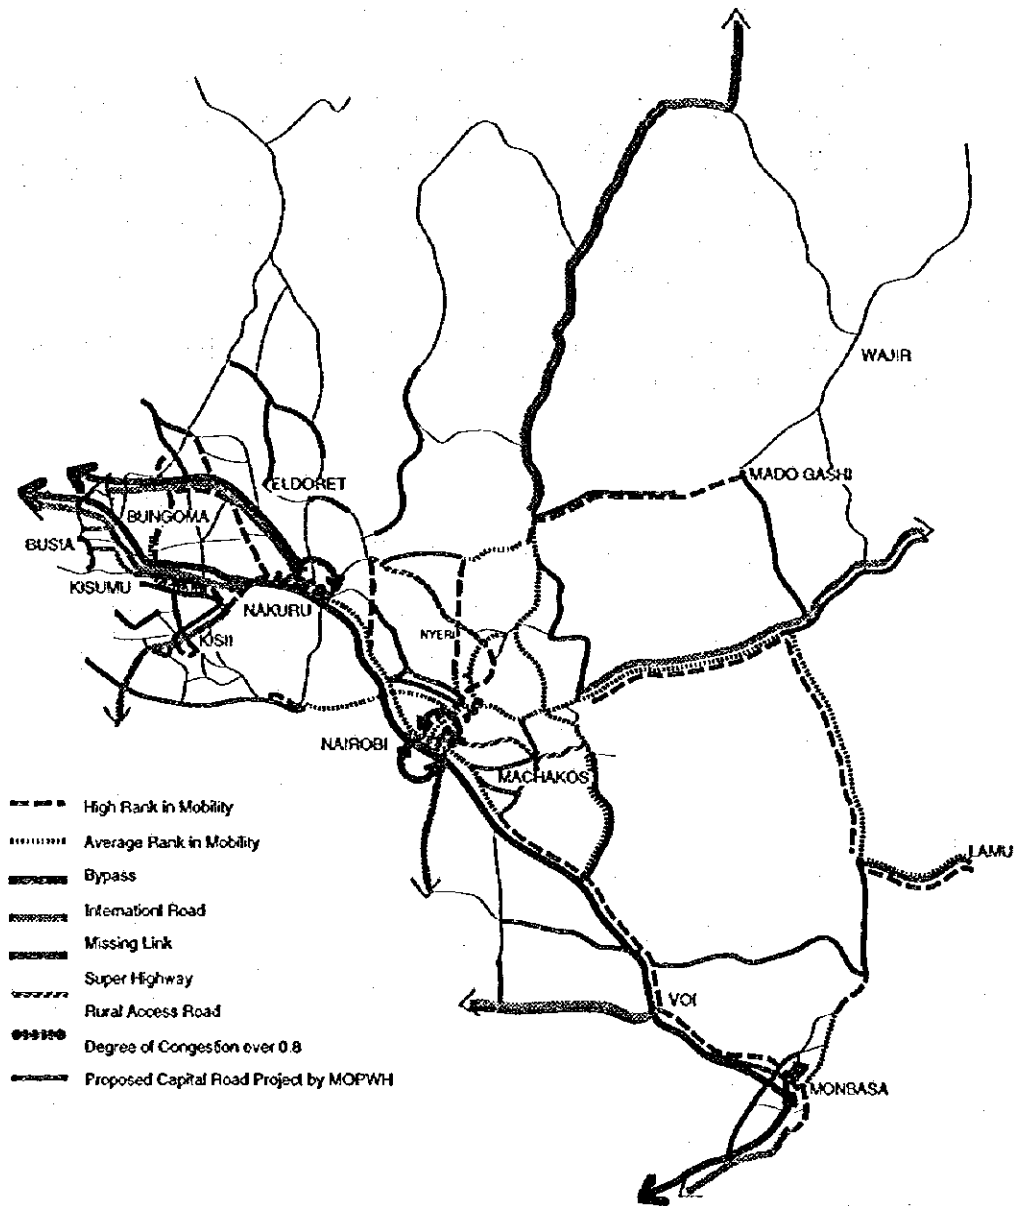 WAJIR
MADO GASHI
ELDORET
BUNGOMA
BUSIA
KISUMU
NAKURU
KISII
NYERI
NAIROBI
MACHAKOS
LAMU
VOI
MONBASA
High Rank in Mobility
Average Rank in Mobility
Bypass
Internationl Road
Missing Link
Super Highway
Rural Access Road
Degree of Congestion over 0.8
Proposed Capital Road Project by MOPWH